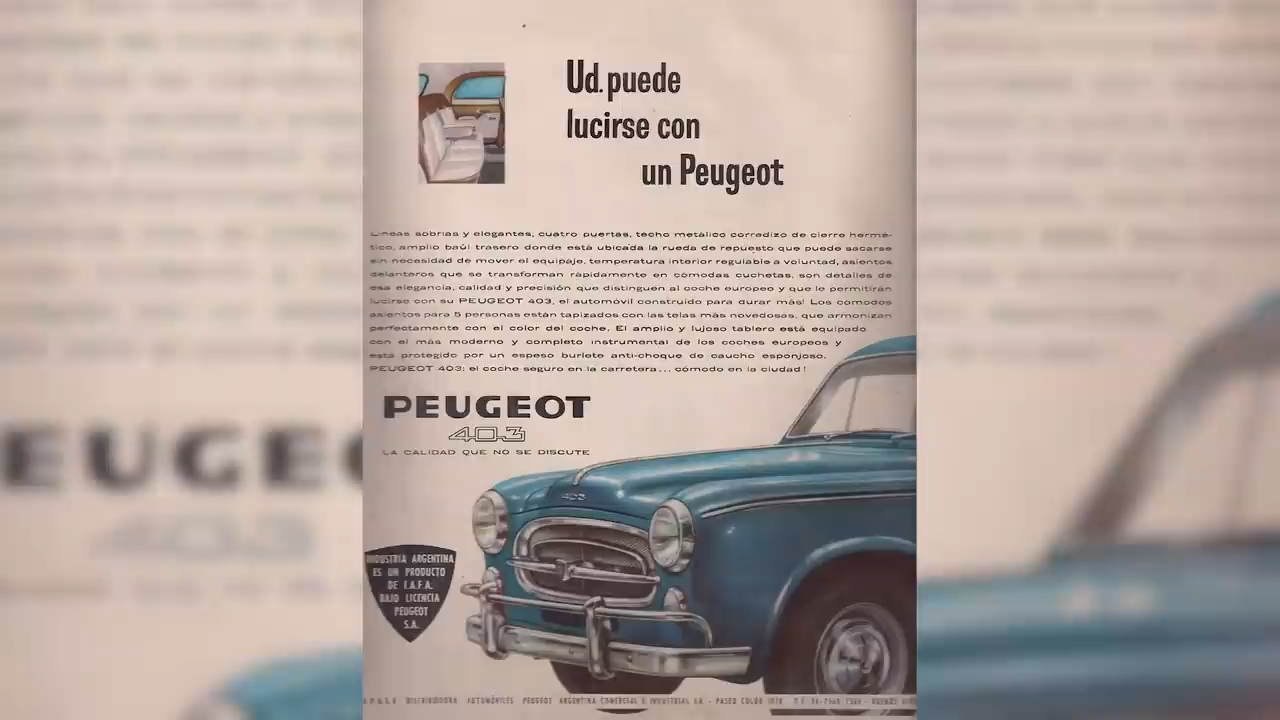 Ud. puede
lucirse con
un Peugeot
Líneas sobrias y elegantes, cuatro puertas, techo metálico corredizo de cierre hermé-
tico, amplio baúl trasero donde está ubicada la rueda de repuesto que puede sacarse
sin necesidad de mover el equipaje, temperatura interior regulable a voluntad, asientos
delanteros que se transforman rápidamente en cómodas cuchetas, son detalles de
esa elegancia, calidad y precisión que distinguen al coche europeo y que le permitirán
lucirse con su PEUGEOT 403, el automóvil construído para durar más! Los cómodos
asientos para 5 personas están tapizados con las telas más novedosas, que armonizan
perfectamente con el color del coche. El amplio y lujoso tablero está equipado
con el más moderno y completo instrumental de los coches europeos y
está protegido por un espeso burlete anti-choque de caucho esponjoso.
PEUGEOT 403: el coche seguro en la carretera... cómodo en la ciudad!
PEUGEOT
403
LA CALIDAD QUE NO SE DISCUTE
403
INDUSTRIA ARGENTINA
ES UN PRODUCTO
DE I.A.F.A.
BAJO LICENCIA
PEUGEOT
S.A.
DISTRIBUIDORA AUTOMÓVILES PEUGEOT ARGENTINA COMERCIAL E INDUSTRIAL S.A. - PASEO COLÓN
EUGEO
403